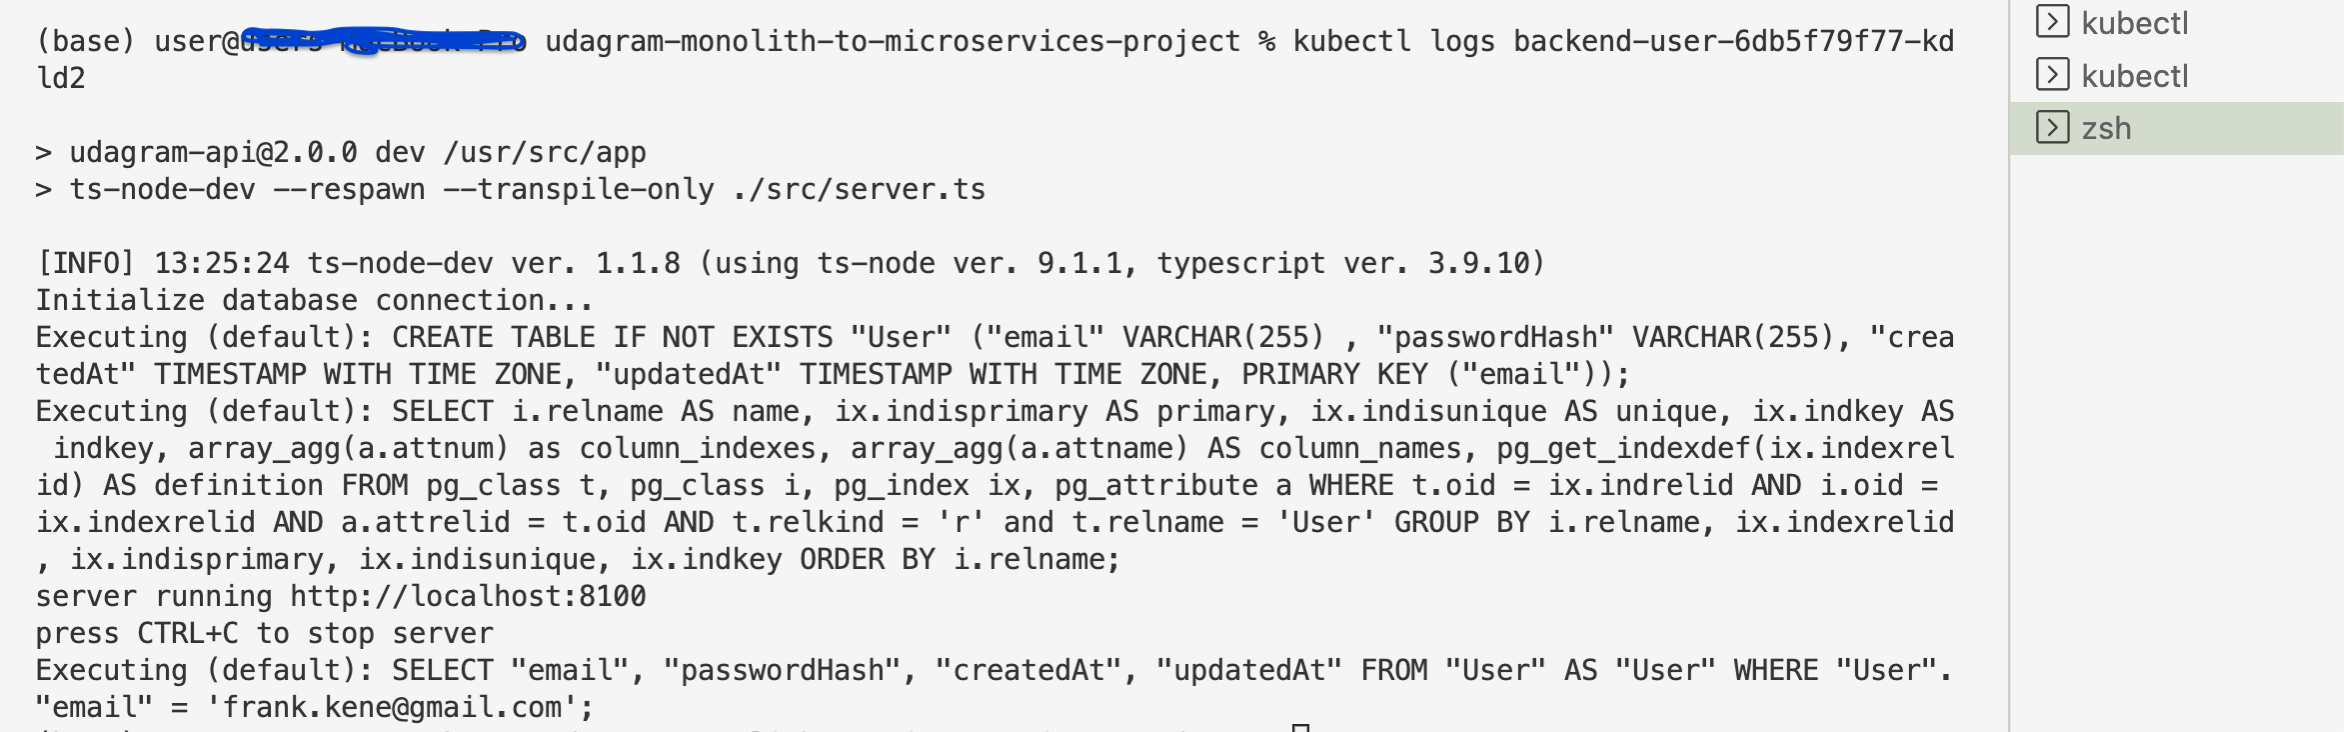 (base) user@users MacBook-Pro udagram-monolith-to-microservices-project % kubectl logs backend-user-6db5f79f77-kd
ld2
> udagram-api@2.0.0 dev /usr/src/app
> ts-node-dev --respawn --transpile-only ./src/server.ts
[INFO] 13:25:24 ts-node-dev ver. 1.1.8 (using ts-node ver. 9.1.1, typescript ver. 3.9.10)
Initialize database connection...
Executing (default): CREATE TABLE IF NOT EXISTS "User" ("email" VARCHAR(255) , "passwordHash" VARCHAR(255), "crea
tedAt" TIMESTAMP WITH TIME ZONE, "updatedAt" TIMESTAMP WITH TIME ZONE, PRIMARY KEY ("email"));
Executing (default): SELECT i.relname AS name, ix.indisprimary AS primary, ix.indisunique AS unique, ix.indkey AS
indkey, array_agg(a.attnum) as column_indexes, array_agg(a.attname) AS column_names, pg_get_indexdef(ix.indexrel
id) AS definition FROM pg_class t, pg_class i, pg_index ix, pg_attribute a WHERE t.oid = ix.indrelid AND i.oid =
ix.indexrelid AND a.attrelid = t.oid AND t.relkind = 'r' and t.relname = 'User' GROUP BY i.relname, ix.indexrelid
, ix.indisprimary, ix.indisunique, ix.indkey ORDER BY i.relname;
server running http://localhost:8100
press CTRL+C to stop server
Executing (default): SELECT "email", "passwordHash", "createdAt", "updatedAt" FROM "User" AS "User" WHERE "User".
"email" = 'frank.kene@gmail.com';
kubectl
kubectl
zsh